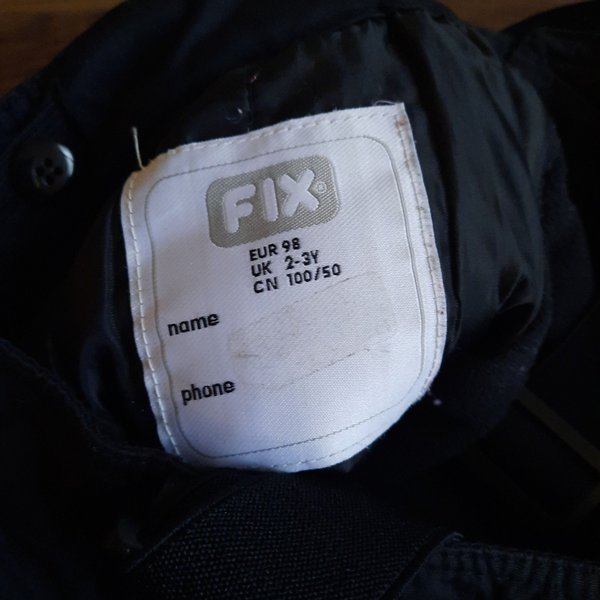 FIX®
EUR 98
UK 2-3Y
CN 100/50
name
phone